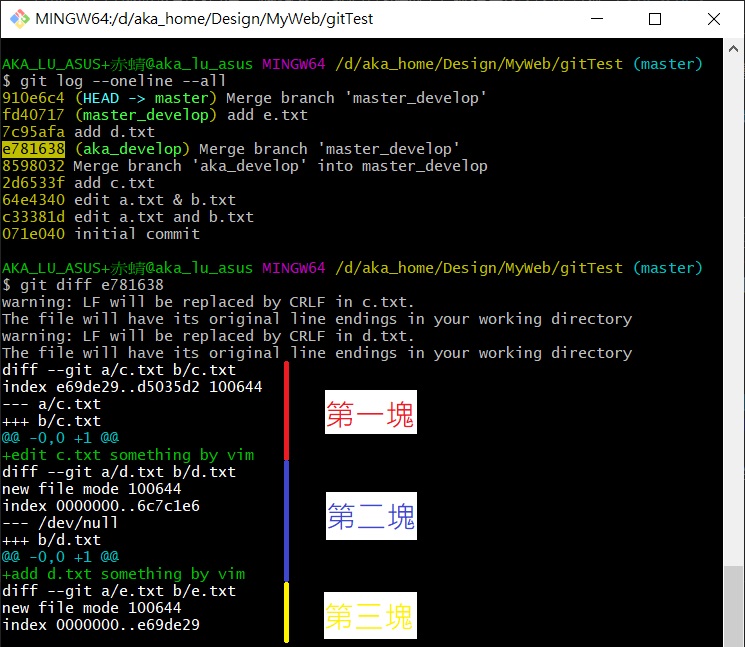 MINGW64:/d/aka_home/Design/MyWeb/gitTest
AKA_LU_ASUS+赤蜻@aka_lu_asus MINGW64 /d/aka_home/Design/MyWeb/gitTest (master)
$ git log --oneline --all
910e6c4 (HEAD -> master) Merge branch 'master_develop'
fd40717 (master_develop) add e.txt
7c95afa add d.txt
e781638 (aka_develop) Merge branch 'master_develop'
8598032 Merge branch 'aka_develop' into master_develop
2d6533f add c.txt
64e4340 edit a.txt & b.txt
c33381d edit a.txt and b.txt
071e040 initial commit
AKA_LU_ASUS+赤蜻@aka_lu_asus MINGW64 /d/aka_home/Design/MyWeb/gitTest (master)
$ git diff e781638
warning: LF will be replaced by CRLF in c.txt.
The file will have its original line endings in your working directory
warning: LF will be replaced by CRLF in d.txt.
The file will have its original line endings in your working directory
diff --git a/c.txt b/c.txt
index e69de29..d5035d2 100644
--- a/c.txt
+++ b/c.txt
@@ -0,0 +1 @@
+edit c.txt something by vim
第一塊
diff --git a/d.txt b/d.txt
new file mode 100644
index 0000000..6c7c1e6
--- /dev/null
+++ b/d.txt
@@ -0,0 +1 @@
+add d.txt something by vim
第二塊
diff --git a/e.txt b/e.txt
new file mode 100644
index 0000000..e69de29
第三塊